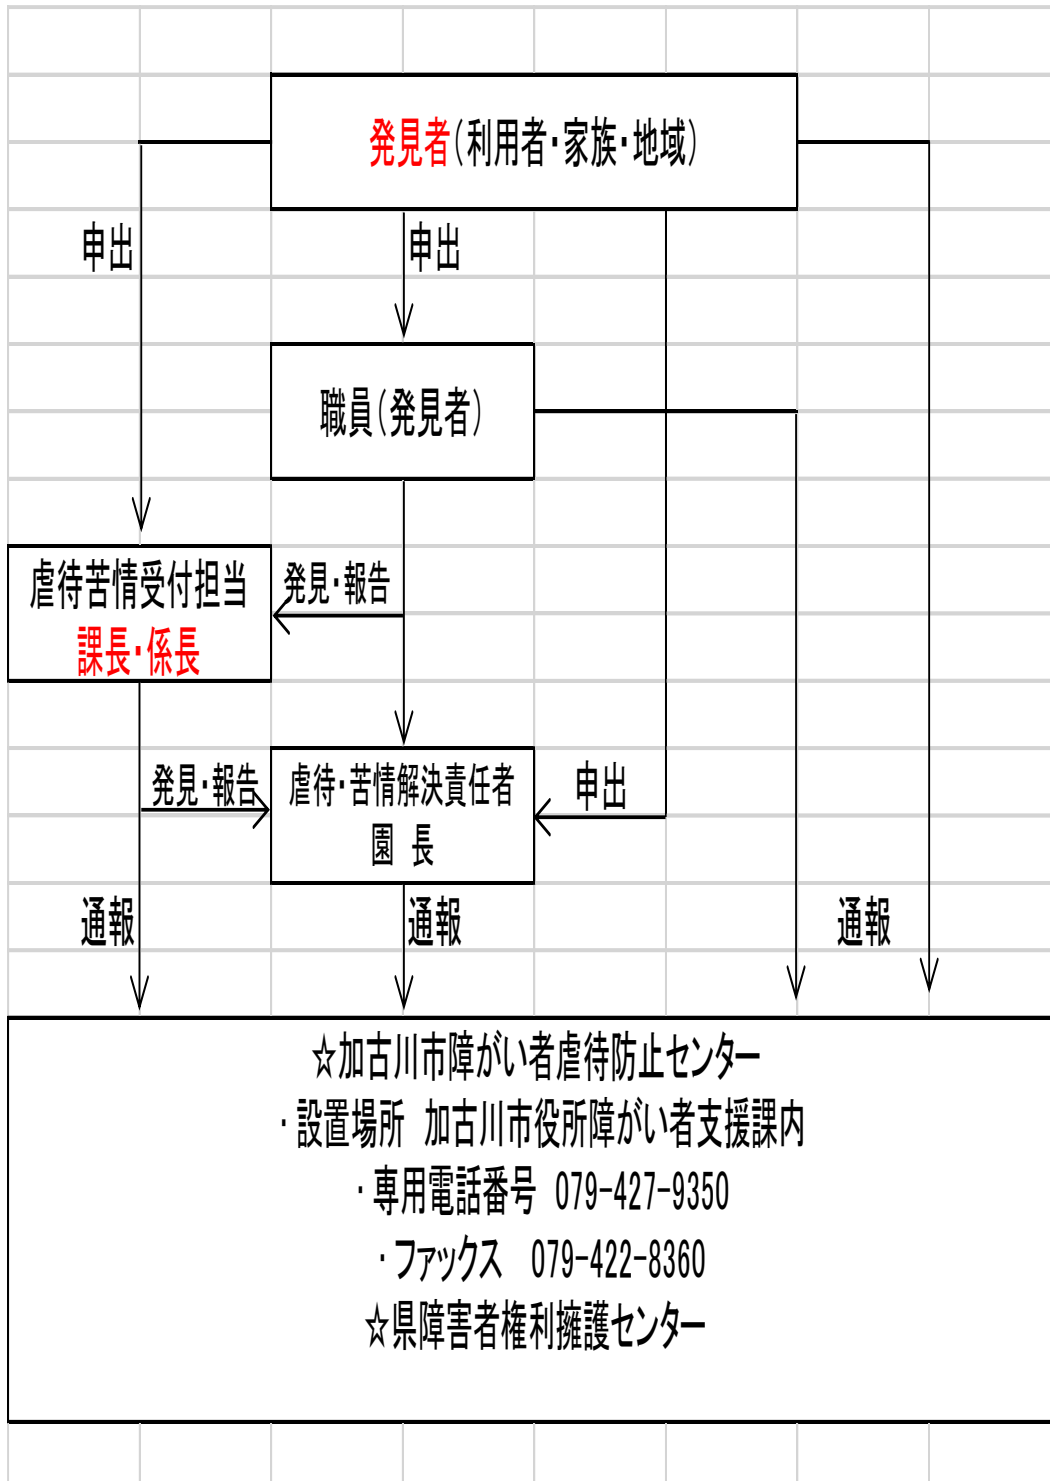 発見者(利用者・家族・地域)
申出
申出
職員(発見者)
虐待苦情受付担当
課長・係長
発見・報告
発見・報告
虐待・苦情解決責任者
園 長
申出
通報
通報
通報
☆加古川市障がい者虐待防止センター
・設置場所 加古川市役所障がい者支援課内
・専用電話番号 079-427-9350
・ファックス 079-422-8360
☆県障害者権利擁護センター